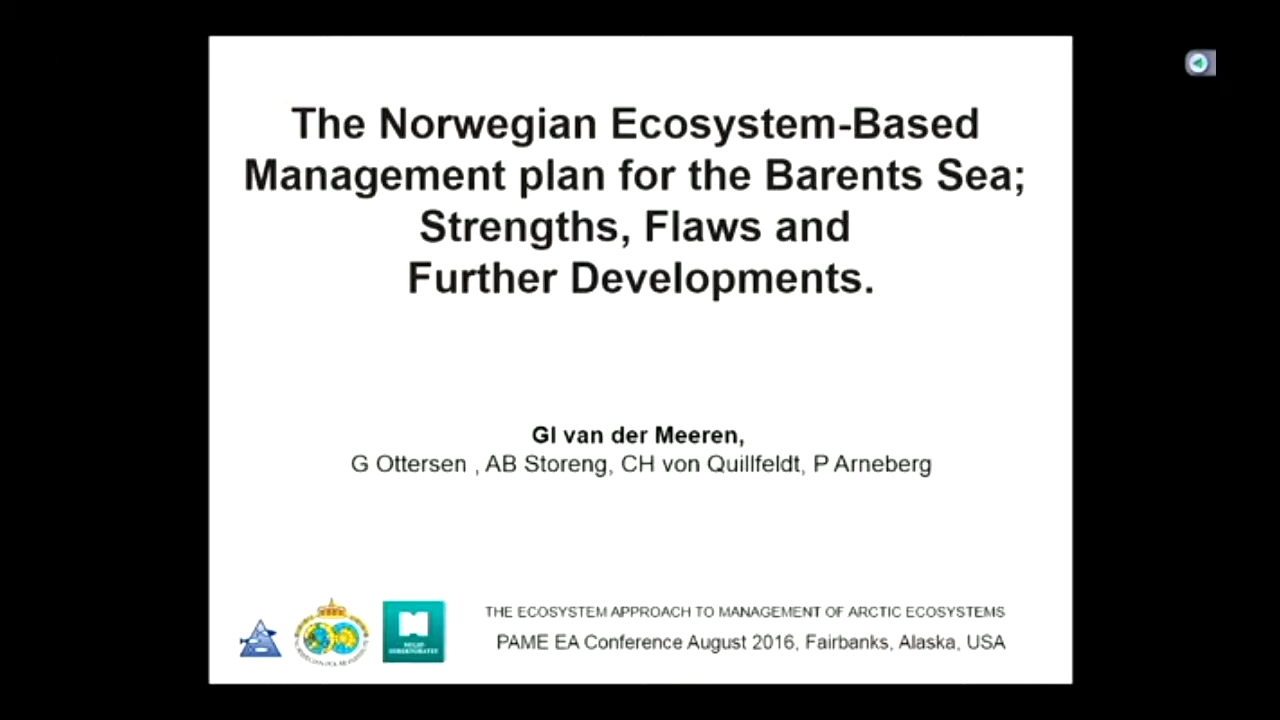 The Norwegian Ecosystem-Based
Management plan for the Barents Sea;
Strengths, Flaws and
Further Developments.
GI van der Meeren,
G Ottersen , AB Storeng, CH von Quillfeldt, P Arneberg
THE ECOSYSTEM APPROACH TO MANAGEMENT OF ARCTIC ECOSYSTEMS
PAME EA Conference August 2016, Fairbanks, Alaska, USA